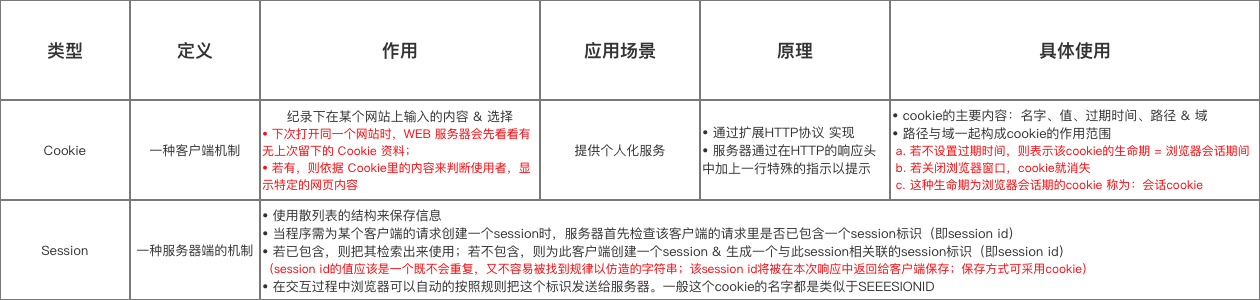 类型 定义 作用 应用场景 原理 具体使用
Cookie
一种客户端机制
纪录下在某个网站上输入的内容 & 选择
• 下次打开同一个网站时，WEB 服务器会先看看有
无上次留下的 Cookie 资料；
• 若有，则依据 Cookie里的内容来判断使用者，显
示特定的网页内容
提供个人化服务
• 通过扩展HTTP协议 实现
• 服务器通过在HTTP的响应头
中加上一行特殊的指示以提示
• cookie的主要内容：名字、值、过期时间、路径 & 域
• 路径与域一起构成cookie的作用范围
a. 若不设置过期时间，则表示该cookie的生命期 = 浏览器会话期间
b. 若关闭浏览器窗口，cookie就消失
c. 这种生命期为浏览器会话期的cookie 称为：会话cookie
Session
一种服务器端的机制
• 使用散列表的结构来保存信息
• 当程序需为某个客户端的请求创建一个session时，服务器首先检查该客户端的请求里是否已包含一个session标识（即session id）
• 若已包含，则把其检索出来使用；若不包含，则为此客户端创建一个session & 生成一个与此session相关联的session标识（即session id）
（session id的值应该是一个既不会重复，又不容易被找到规律以仿造的字符串；该session id将被在本次响应中返回给客户端保存；保存方式可采用cookie）
• 在交互过程中浏览器可以自动的按照规则把这个标识发送给服务器。一般这个cookie的名字都是类似于SEEESIONID